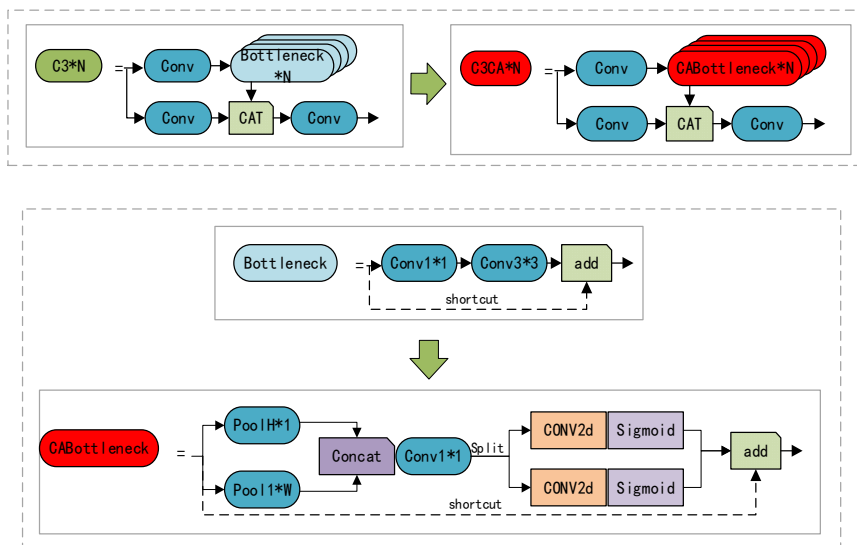 C3*N
=
Conv
Bottleneck
*N
Conv
CAT
Conv
C3CA*N
=
Conv
CABottleneck*N
Conv
CAT
Conv
Bottleneck
=
Conv1*1
Conv3*3
add
shortcut
CABottleneck
=
PoolH*1
Pool1*W
Concat
Conv1*1
Split
CONV2d
Sigmoid
CONV2d
Sigmoid
add
shortcut